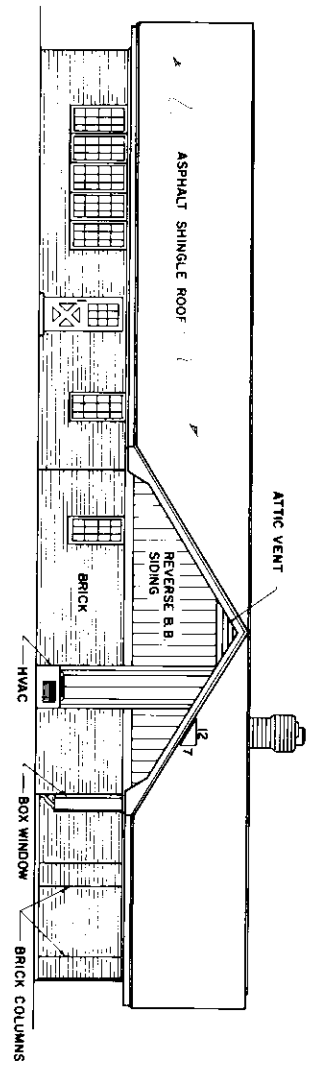 ATTIC VENT
ASPHALT SHINGLE ROOF
REVERSE B.B.
SIDING
12
7
BRICK
HVAC
BOX WINDOW
BRICK COLUMNS